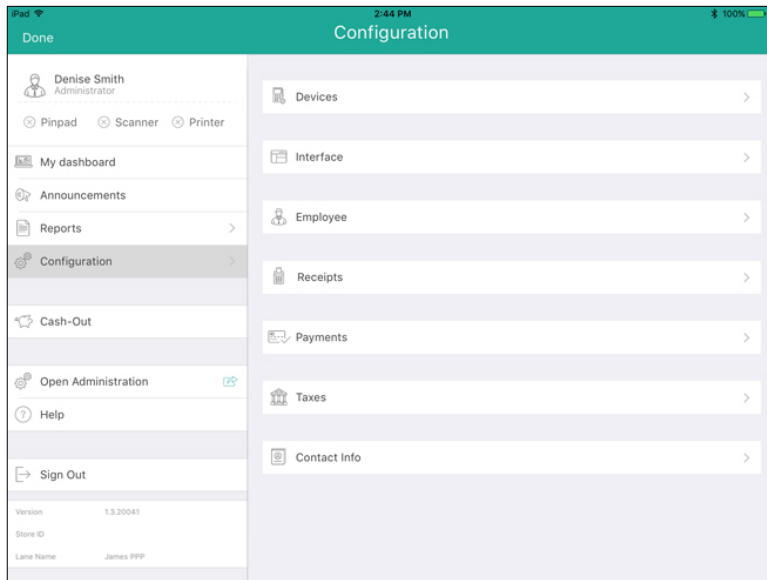 iPad 2:44 PM 100%
Done Configuration
Denise Smith
Administrator
Pinpad Scanner Printer
My dashboard
Announcements
Reports
Configuration
Cash-Out
Open Administration
Help
Sign Out
Version 1.3.20041
Store ID
Lane Name James PPP
Devices
Interface
Employee
Receipts
Payments
Taxes
Contact Info